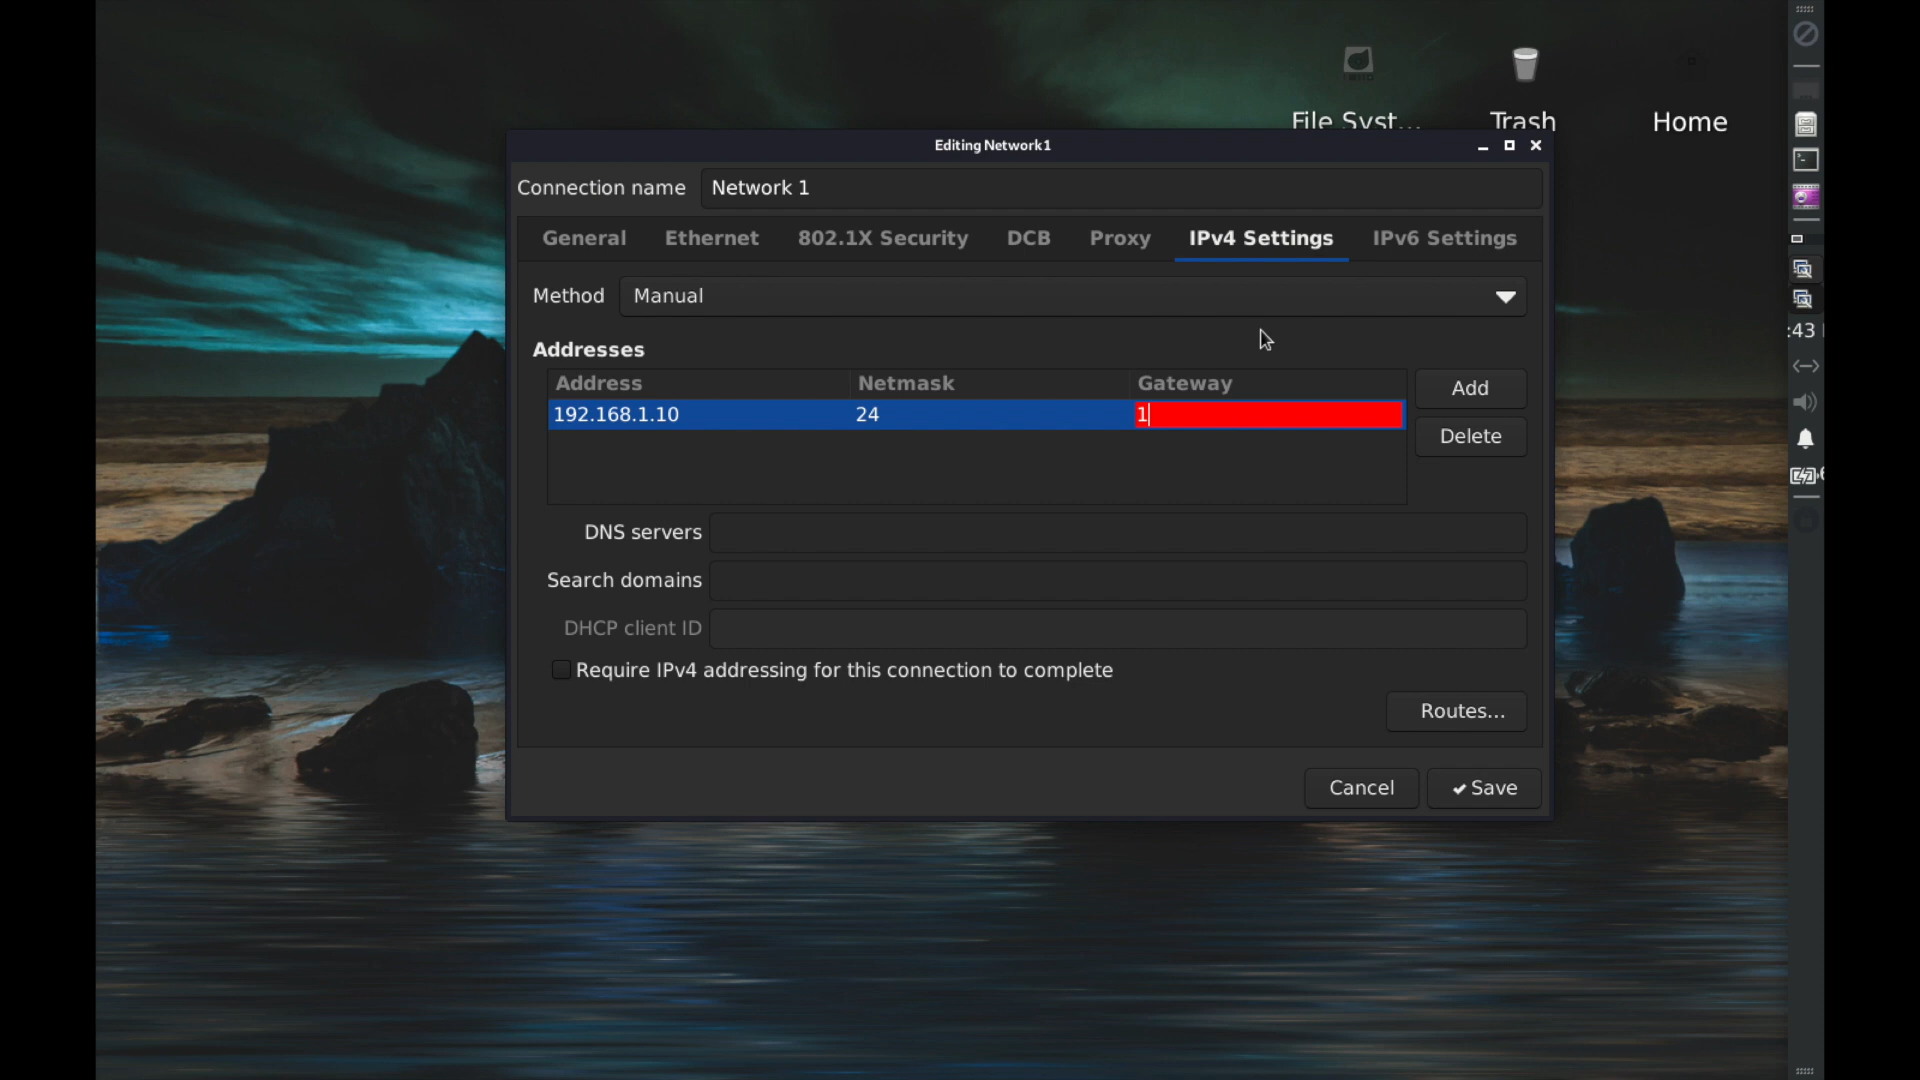 File Syst...
Trash
Home
Editing Network1
Connection name Network 1
General Ethernet 802.1X Security DCB Proxy IPv4 Settings IPv6 Settings
Method Manual
Addresses
Address Netmask Gateway
192.168.1.10 24 1
Add
Delete
DNS servers
Search domains
DHCP client ID
Require IPv4 addressing for this connection to complete
Routes...
Cancel Save
:43